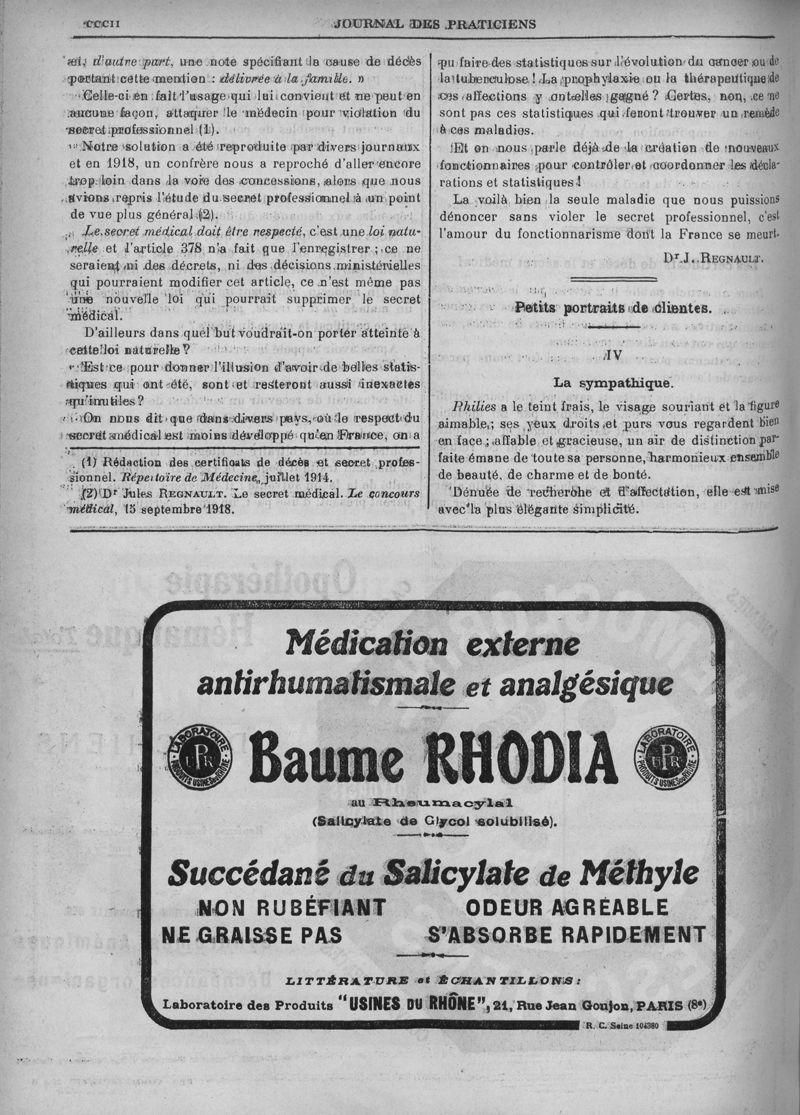 CCCII
JOURNAL DES PRATICIENS
et, d'autre part, une note spécifiant la cause de décès
portant cette mention : délivrée à la famille. »
Celle-ci en fait l'usage qui lui convient et ne peut en
aucune façon, attaquer le médecin pour violation du
secret professionnel (1).
Notre solution a été reproduite par divers journaux
et en 1918, un confrère nous a reproché d'aller encore
trop loin dans la voie des concessions, alors que nous
avions repris l'étude du secret professionnel à un point
de vue plus général (2).
Le secret médical doit être respecté, c'est une loi natu-
relle et l'article 378 n'a fait que l'enregistrer ; ce ne
seraient ni des décrets, ni des décisions ministérielles
qui pourraient modifier cet article, ce n'est même pas
une nouvelle loi qui pourrait supprimer le secret
médical.
D'ailleurs dans quel but voudrait-on porter atteinte à
cette loi naturelle ?
Est ce pour donner l'illusion d'avoir de belles statis-
tiques qui ont été, sont et resteront aussi inexactes
qu'inutiles ?
On nous dit que dans divers pays, où le respect du
secret médical est moins développé qu'en France, on a
(1) Rédaction des certificats de décès et secret profes-
sionnel. Répertoire de Médecine, juillet 1914.
(2) Dr Jules REGNAULT. Le secret médical. Le concours
médical, 15 septembre 1918.
pu faire des statistiques sur l'évolution du cancer ou de
la tuberculose ! La prophylaxie ou la thérapeutique de
ces affections y ont-elles gagné ? Certes, non, ce ne
sont pas ces statistiques qui feront trouver un remède
à ces maladies.
Et on nous parle déjà de la création de nouveaux
fonctionnaires pour contrôler et coordonner les décla-
rations et statistiques !
La voilà bien la seule maladie que nous puissions
dénoncer sans violer le secret professionnel, c'est
l'amour du fonctionnarisme dont la France se meurt.
Dr J. REGNAULT.
Petits portraits de clientes.
IV
La sympathique.
Philies a le teint frais, le visage souriant et la figure
aimable ; ses yeux droits et purs vous regardent bien
en face ; affable et gracieuse, un air de distinction par-
faite émane de toute sa personne, harmonieux ensemble
de beauté, de charme et de bonté.
Dénuée de recherche et d'affectation, elle est mise
avec la plus élégante simplicité.
Médication externe
antirhumatismale et analgésique
LABORATOIRE
UPR
PRODUITS USINES DU RHÔNE
Baume RHODIA
LABORATOIRE
UPR
PRODUITS USINES DU RHÔNE
au Rheumacylal
(Salicylate de Glycol solubilisé).
Succédané du Salicylate de Méthyle
NON RUBÉFIANT ODEUR AGRÉABLE
NE GRAISSE PAS S'ABSORBE RAPIDEMENT
LITTÉRATURE et ÉCHANTILLONS :
Laboratoire des Produits "USINES DU RHÔNE", 21, Rue Jean Goujon, PARIS (8e)
R. C. Seine 104380